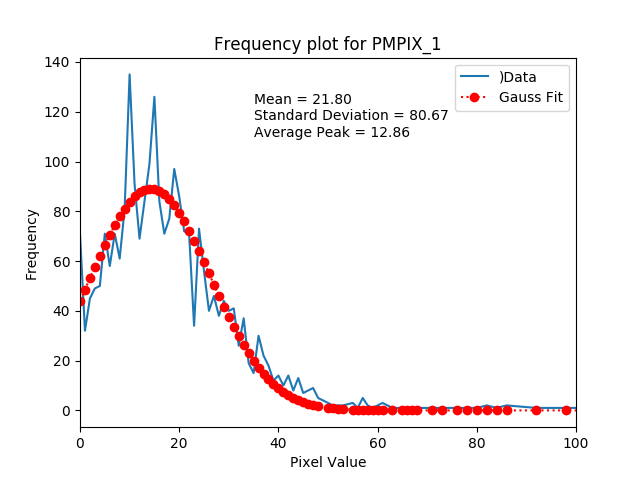 Frequency plot for PMPIX_1
)Data
Gauss Fit
Mean = 21.80
Standard Deviation = 80.67
Average Peak = 12.86
Frequency
140
120
100
80
60
40
20
0
0 20 40 60 80 100
Pixel Value